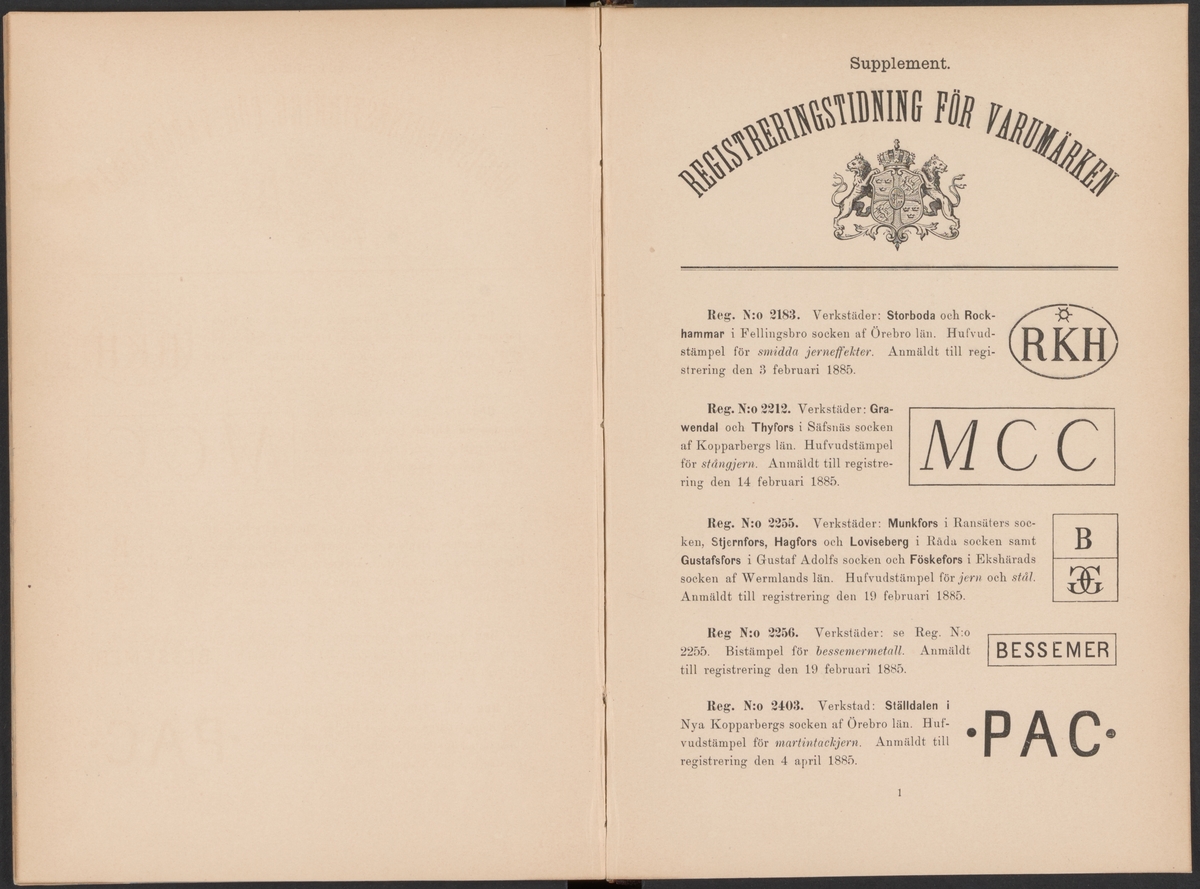 Supplement.
REGISTRERINGSTIDNING FÖR VARUMÄRKEN
Reg. N:o 2183. Verkstäder: Storboda och Rock-
hammar i Fellingsbro socken af Örebro län. Hufvud-
stämpel för smidda jerneffekter. Anmäldt till regi-
strering den 3 februari 1885.
RKH
Reg. N:o 2212. Verkstäder: Gra-
wendal och Thyfors i Säfsnäs socken
af Kopparbergs län. Hufvudstämpel
för stångjern. Anmäldt till registre-
ring den 14 februari 1885.
MCC
Reg. N:o 2255. Verkstäder: Munkfors i Ransäters soc-
ken, Stjernfors, Hagfors och Loviseberg i Råda socken samt
Gustafsfors i Gustaf Adolfs socken och Föskefors i Ekshärads
socken af Wermlands län. Hufvudstämpel för jern och stål.
Anmäldt till registrering den 19 februari 1885.
B
GG
Reg N:o 2256. Verkstäder: se Reg. N:o
2255. Bistämpel för bessemermetall. Anmäldt
till registrering den 19 februari 1885.
BESSEMER
Reg. N:o 2403. Verkstad: Ställdalen i
Nya Kopparbergs socken af Örebro län. Huf-
vudstämpel för martintackjern. Anmäldt till
registrering den 4 april 1885.
·PAC·
1